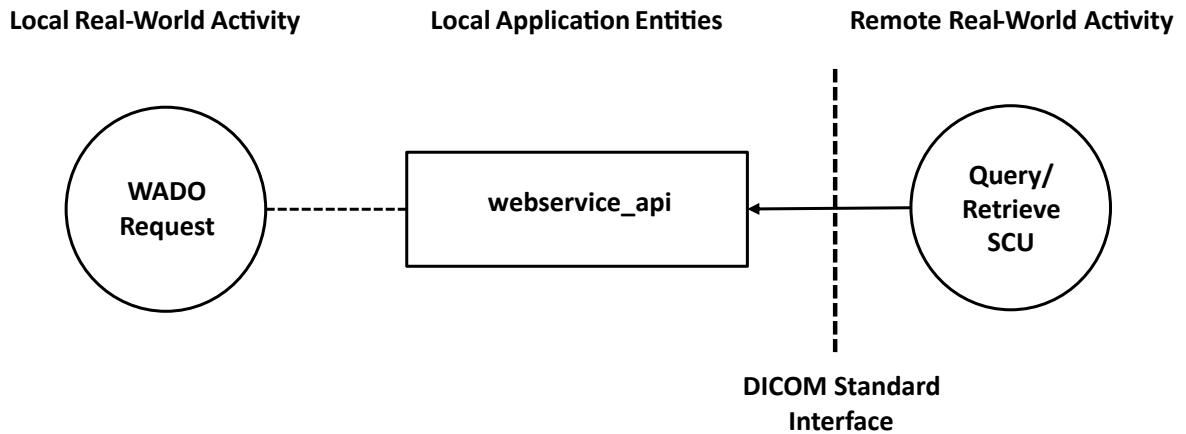 Local Real-World Activity
Local Application Entities
Remote Real-World Activity
WADO
Request
webservice_api
Query/
Retrieve
SCU
DICOM Standard
Interface